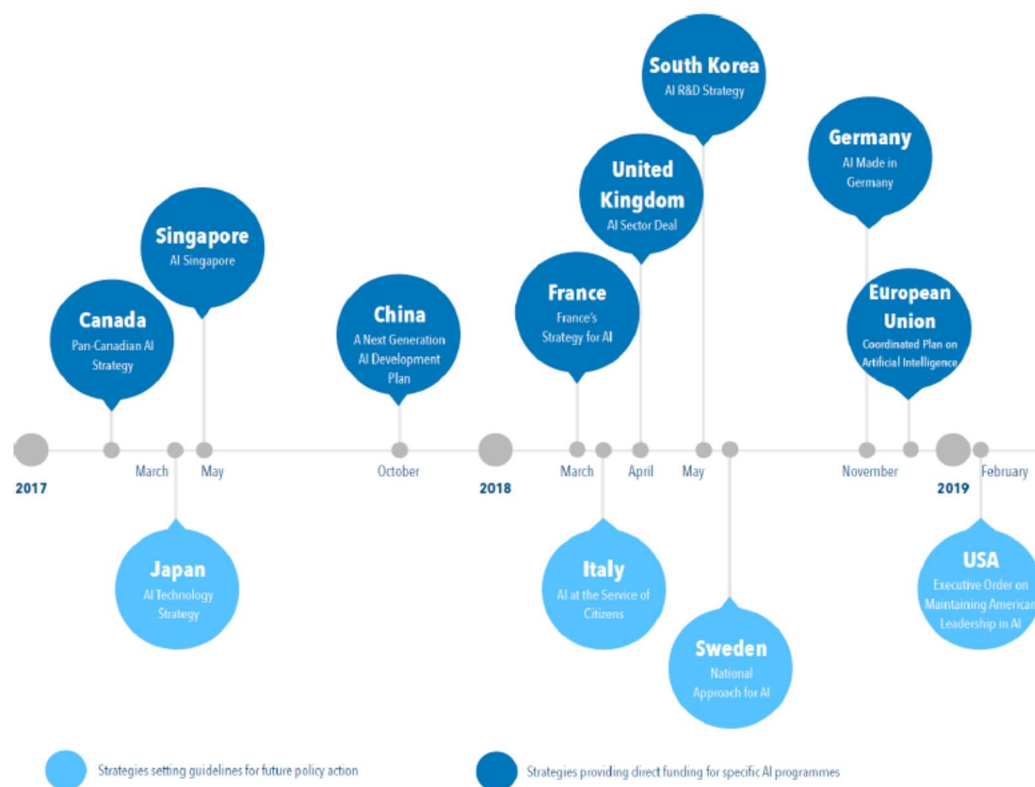 South Korea
AI R&D Strategy
Germany
AI Made in
Germany
United
Kingdom
AI Sector Deal
Singapore
AI Singapore
France
France's
Strategy for AI
European
Union
Coordinated Plan on
Artificial Intelligence
Canada
Pan-Canadian AI
Strategy
China
A Next Generation
AI Development
Plan
March
May
October
March
April
May
November
February
2017
2018
2019
Japan
AI Technology
Strategy
Italy
AI at the Service of
Citizens
USA
Executive Order on
Maintaining American
Leadership in AI
Sweden
National
Approach for AI
Strategies setting guidelines for future policy action
Strategies providing direct funding for specific AI programmes